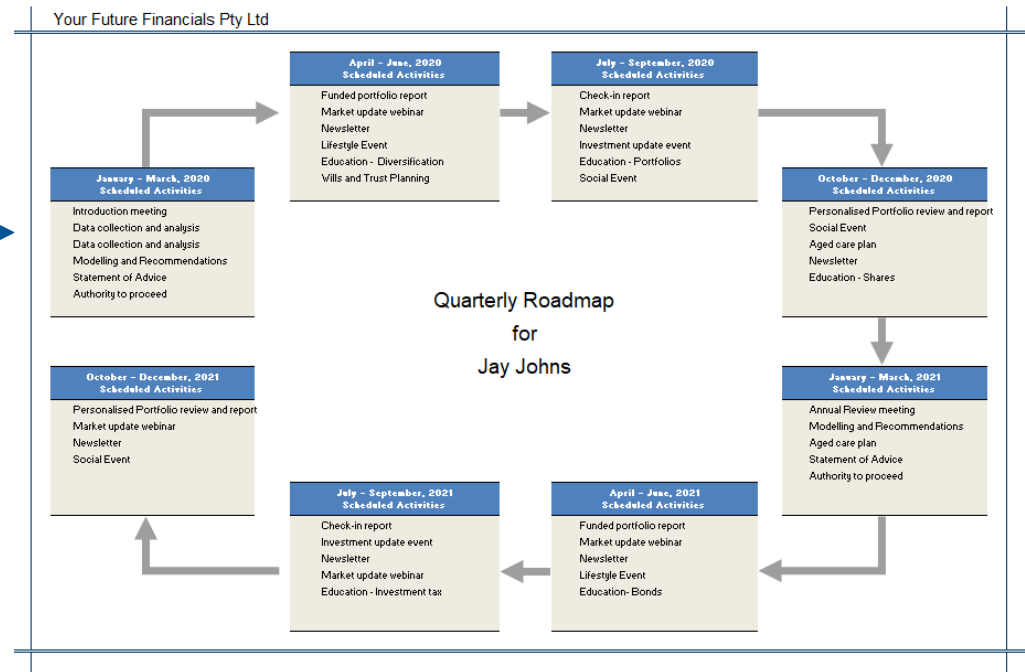 Your Future Financials Pty Ltd
January - March, 2020
Scheduled Activities
Introduction meeting
Data collection and analysis
Data collection and analysis
Modelling and Recommendations
Statement of Advice
Authority to proceed
April - June, 2020
Scheduled Activities
Funded portfolio report
Market update webinar
Newsletter
Lifestyle Event
Education - Diversification
Wills and Trust Planning
July - September, 2020
Scheduled Activities
Check-in report
Market update webinar
Newsletter
Investment update event
Education - Portfolios
Social Event
October - December, 2020
Scheduled Activities
Personalised Portfolio review and report
Social Event
Aged care plan
Newsletter
Education - Shares
Quarterly Roadmap
for
Jay Johns
January - March, 2021
Scheduled Activities
Annual Review meeting
Modelling and Recommendations
Aged care plan
Statement of Advice
Authority to proceed
April - June, 2021
Scheduled Activities
Funded portfolio report
Market update webinar
Newsletter
Lifestyle Event
Education- Bonds
July - September, 2021
Scheduled Activities
Check-in report
Investment update event
Newsletter
Market update webinar
Education - Investment tax
October - December, 2021
Scheduled Activities
Personalised Portfolio review and report
Market update webinar
Newsletter
Social Event